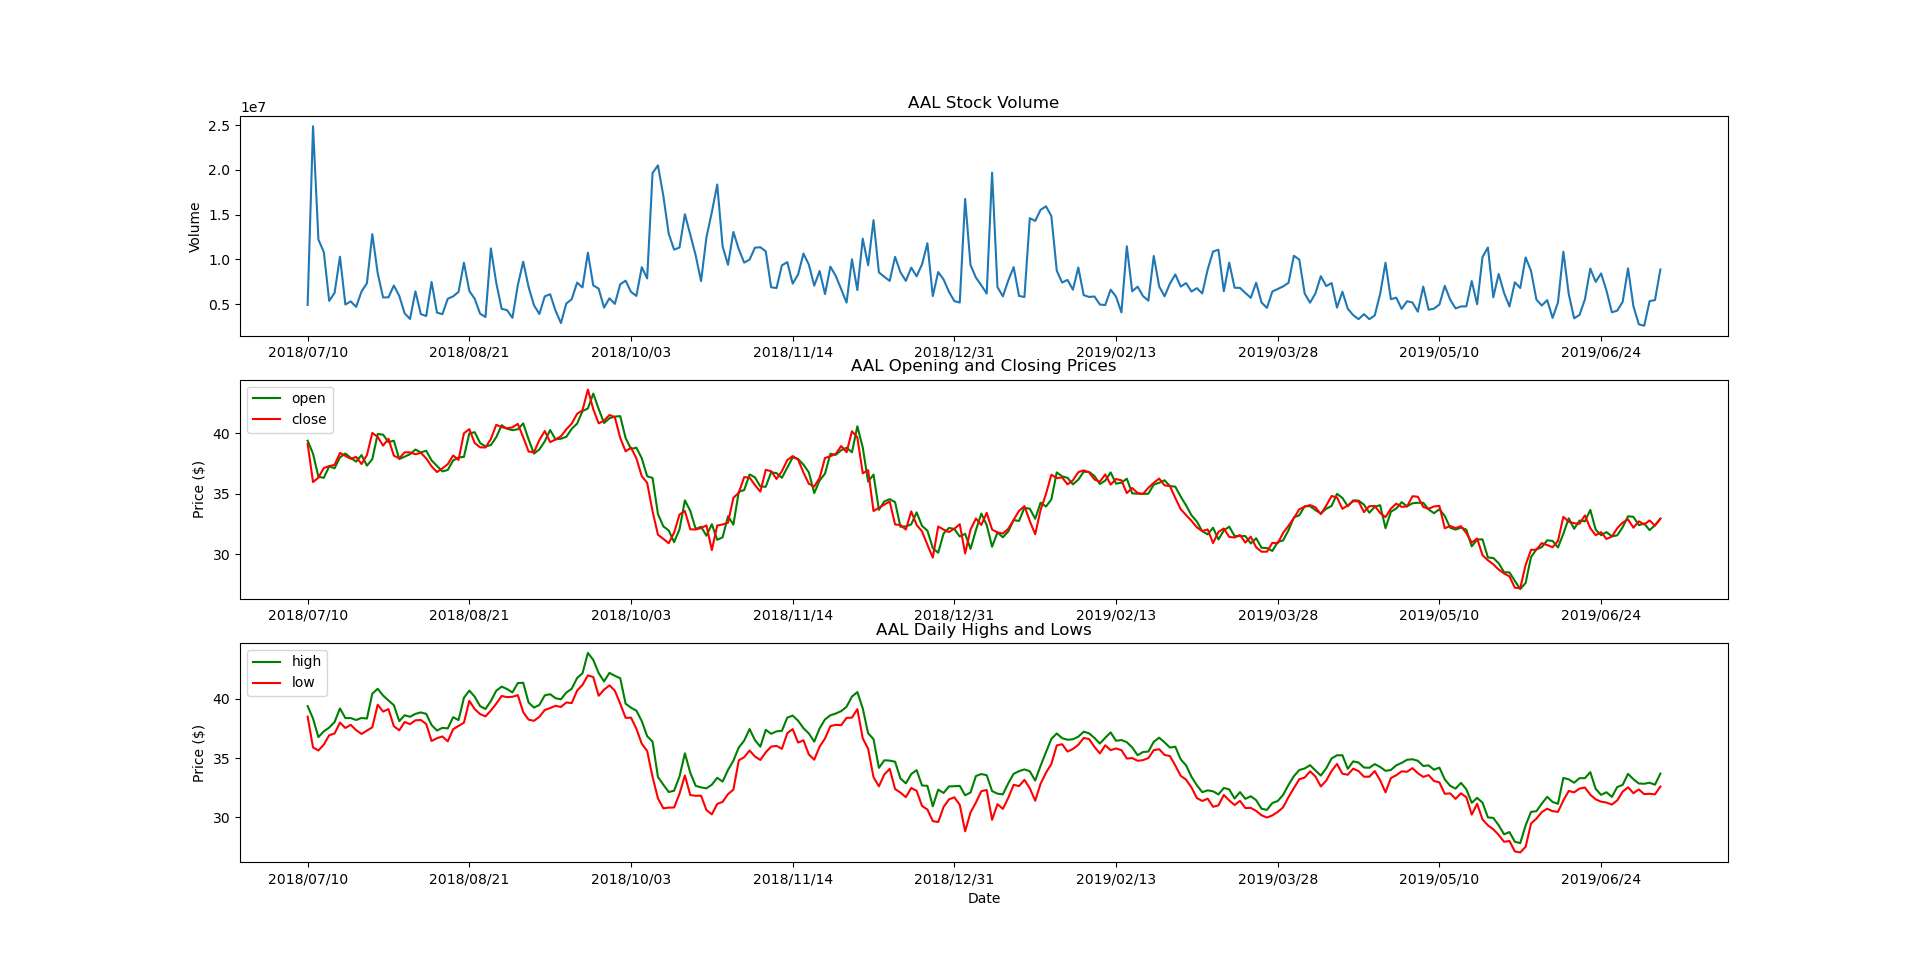 AAL Stock Volume
1e7
2.5
2.0
1.5
1.0
0.5
Volume
2018/07/10 2018/08/21 2018/10/03 2018/11/14 2018/12/31 2019/02/13 2019/03/28 2019/05/10 2019/06/24
AAL Opening and Closing Prices
open
close
40
35
30
Price ($)
2018/07/10 2018/08/21 2018/10/03 2018/11/14 2018/12/31 2019/02/13 2019/03/28 2019/05/10 2019/06/24
AAL Daily Highs and Lows
high
low
40
35
30
Price ($)
2018/07/10 2018/08/21 2018/10/03 2018/11/14 2018/12/31 2019/02/13 2019/03/28 2019/05/10 2019/06/24
Date